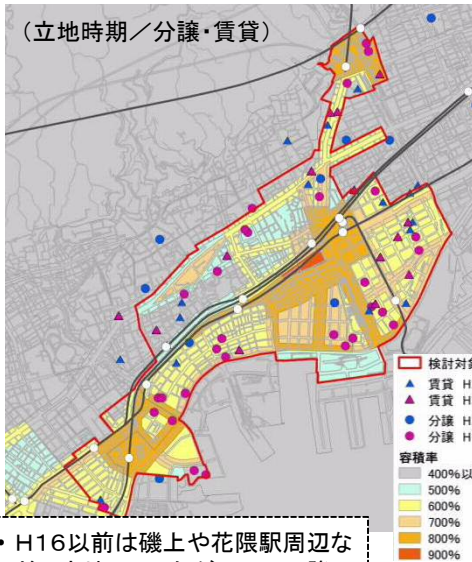 （立地時期／分譲・賃貸）
検討対象
賃貸 H
賃貸 H
分譲 H
分譲 H
容積率
400%以
500%
600%
700%
800%
900%
・H16以前は磯上や花隈駅周辺な